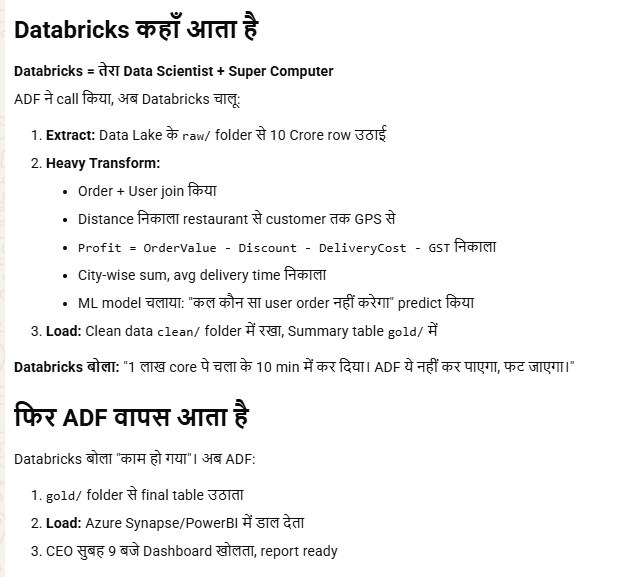 Databricks कहाँ आता है
Databricks = तेरा Data Scientist + Super Computer
ADF ने call किया, अब Databricks चालू:
1. Extract: Data Lake के raw/ folder से 10 Crore row उठाई
2. Heavy Transform:
• Order + User join किया
• Distance निकाला restaurant से customer तक GPS से
• Profit = OrderValue - Discount - DeliveryCost - GST निकाला
• City-wise sum, avg delivery time निकाला
• ML model चलाया: "कल कौन सा user order नहीं करेगा" predict किया
3. Load: Clean data clean/ folder में रखा, Summary table gold/ में
Databricks बोला: "1 लाख core पे चला के 10 min में कर दिया। ADF ये नहीं कर पाएगा, फट जाएगा।"
फिर ADF वापस आता है
Databricks बोला "काम हो गया"। अब ADF:
1. gold/ folder से final table उठाता
2. Load: Azure Synapse/PowerBI में डाल देता
3. CEO सुबह 9 बजे Dashboard खोलता, report ready